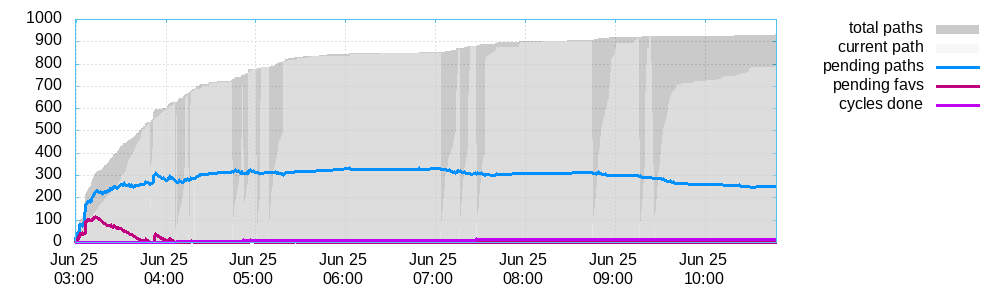 1000
900
800
700
600
500
400
300
200
100
0
Jun 25 Jun 25 Jun 25 Jun 25 Jun 25 Jun 25 Jun 25 Jun 25
03:00 04:00 05:00 06:00 07:00 08:00 09:00 10:00
total paths
current path
pending paths
pending favs
cycles done